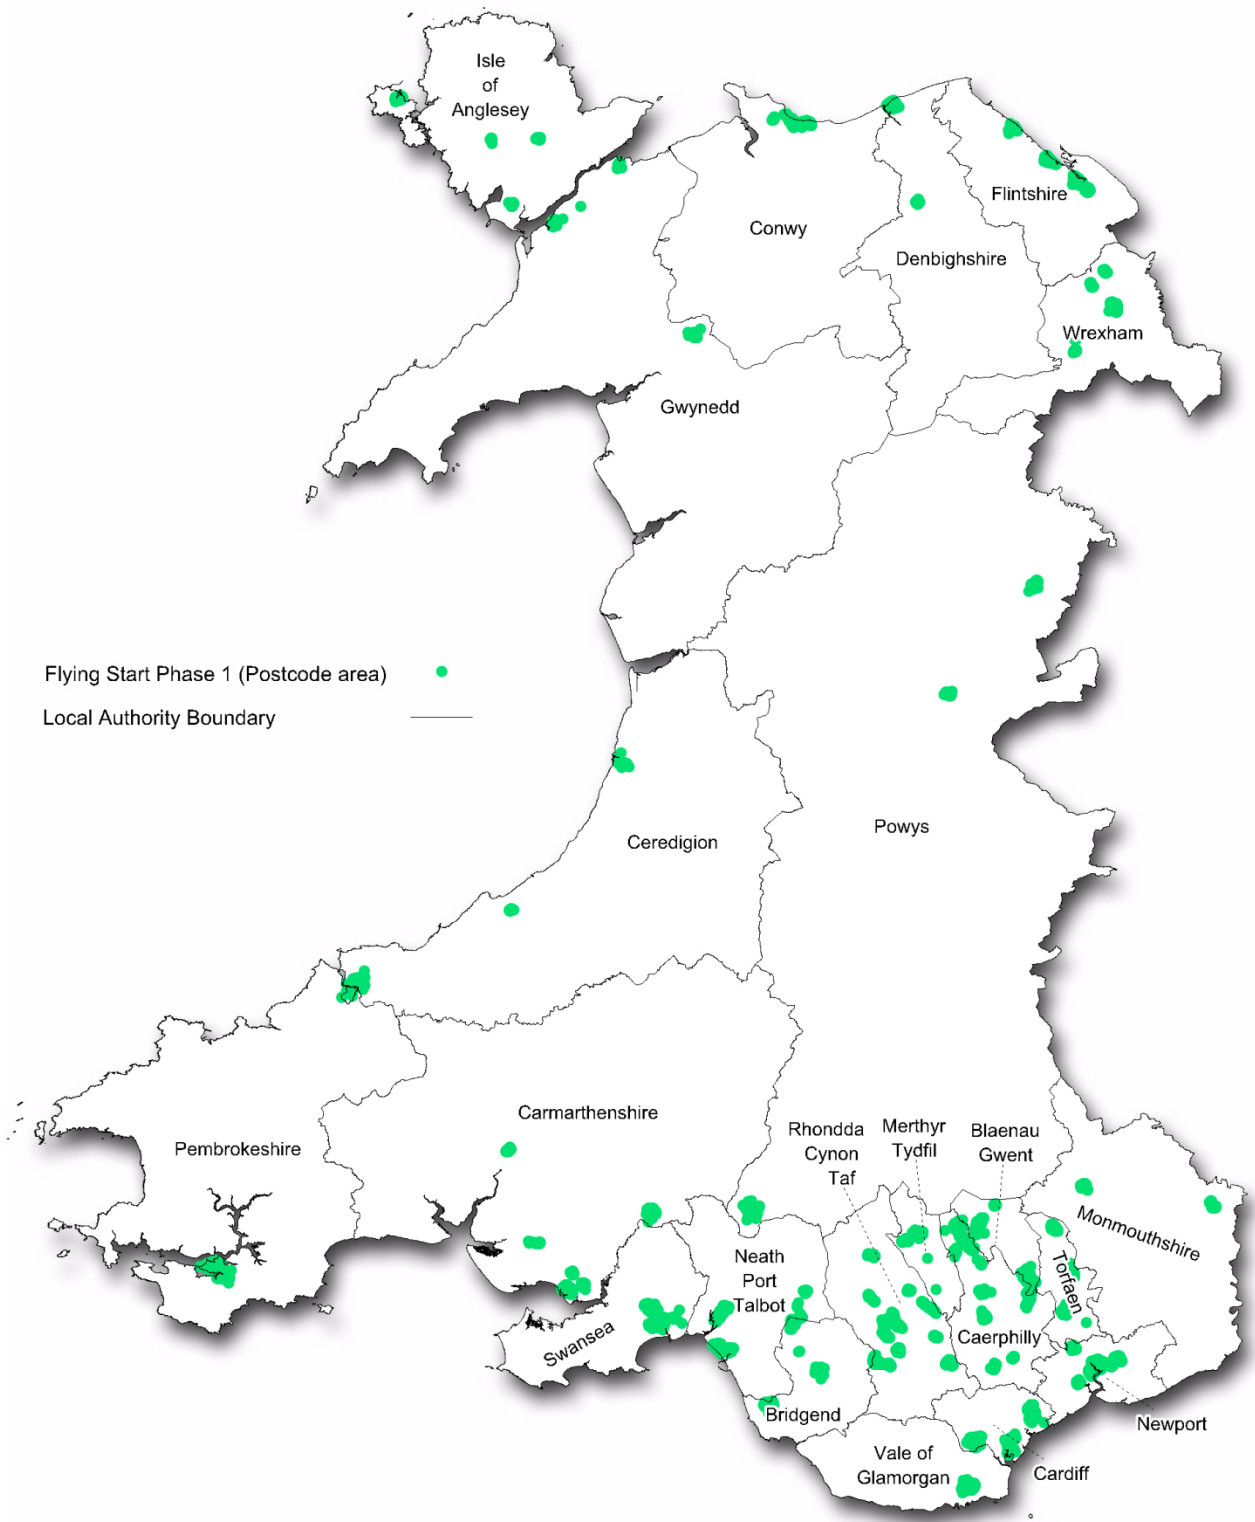 Isle
of
Anglesey
Flintshire
Conwy
Denbighshire
Wrexham
Gwynedd
Flying Start Phase 1 (Postcode area)
Local Authority Boundary
Powys
Ceredigion
Carmarthenshire
Pembrokeshire
Rhondda
Cynon
Taf
Merthyr
Tydfil
Blaenau
Gwent
Monmouthshire
Neath
Port
Talbot
Torfaen
Swansea
Caerphilly
Bridgend
Newport
Vale of
Glamorgan
Cardiff